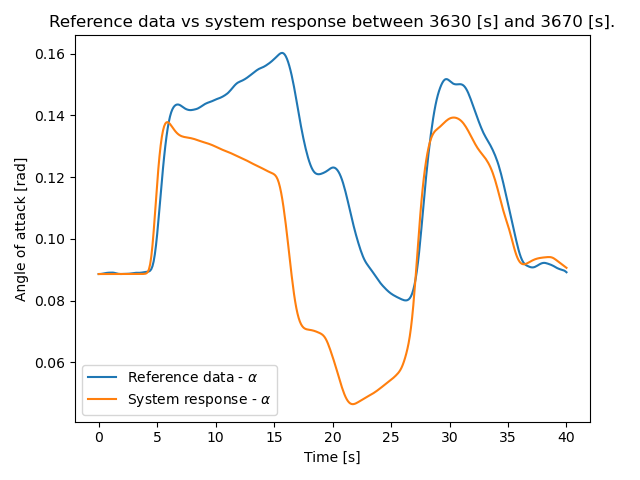 Reference data vs system response between 3630 [s] and 3670 [s].
Angle of attack [rad]
0.16
0.14
0.12
0.10
0.08
0.06
Reference data - α
System response - α
0 5 10 15 20 25 30 35 40
Time [s]